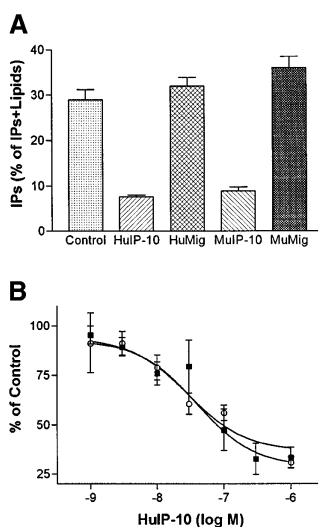 A
IPs (% of IPs+Lipids)
40
30
20
10
0
Control HuIP-10 HuMig MuIP-10 MuMig
B
% of Control
100
75
50
25
-9 -8 -7 -6
HuIP-10 (log M)